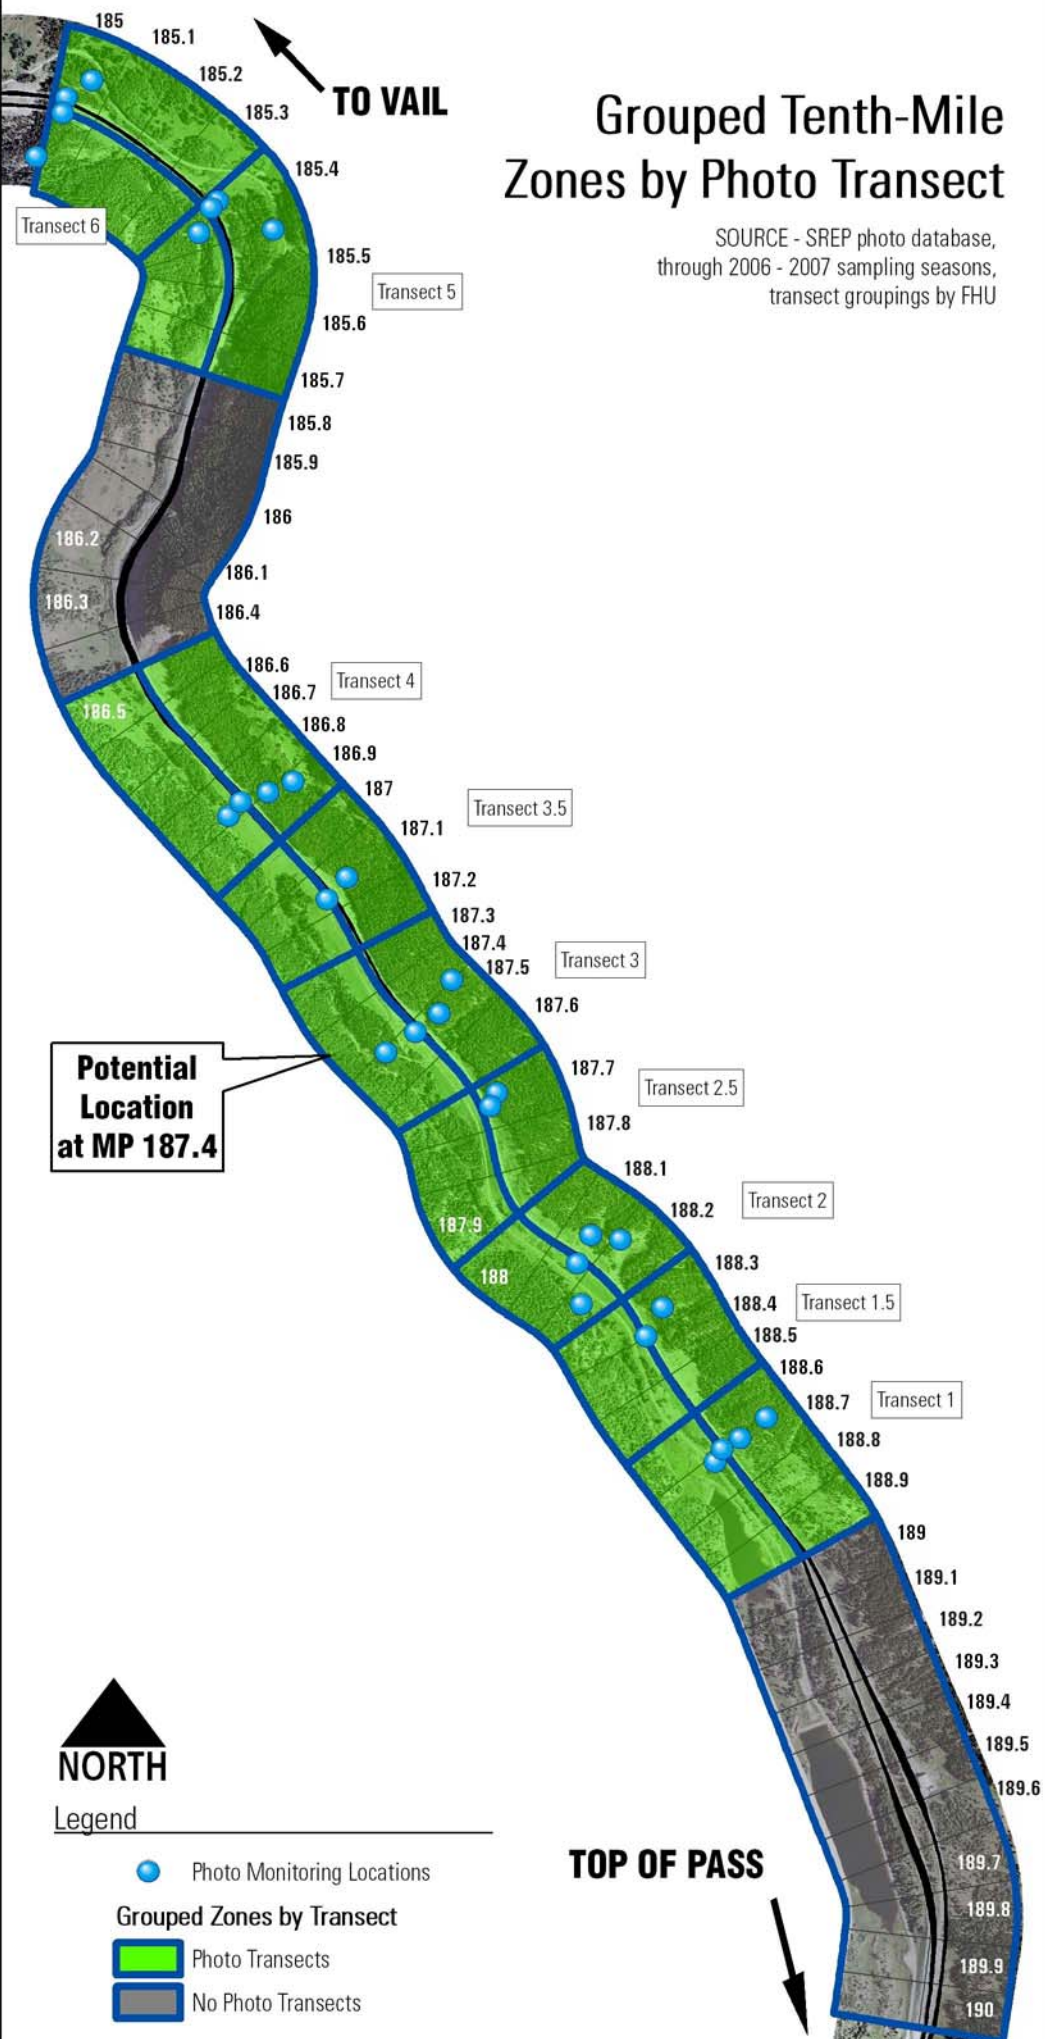 185
185.1
185.2
185.3
TO VAIL
Grouped Tenth-Mile
Zones by Photo Transect
SOURCE - SREP photo database,
through 2006 - 2007 sampling seasons,
transect groupings by FHU
185.4
Transect 6
185.5
Transect 5
185.6
185.7
185.8
185.9
186
186.2
186.1
186.3
186.4
186.6
Transect 4
186.7
186.5
186.8
186.9
187
Transect 3.5
187.1
187.2
187.3
187.4
Transect 3
187.5
187.6
Potential
Location
at MP 187.4
187.7
Transect 2.5
187.8
188.1
Transect 2
188.2
187.9
188.3
188
188.4
Transect 1.5
188.5
188.6
188.7
Transect 1
188.8
188.9
189
189.1
189.2
189.3
189.4
189.5
189.6
189.7
189.8
189.9
190
NORTH
Legend
Photo Monitoring Locations
Grouped Zones by Transect
Photo Transects
No Photo Transects
TOP OF PASS